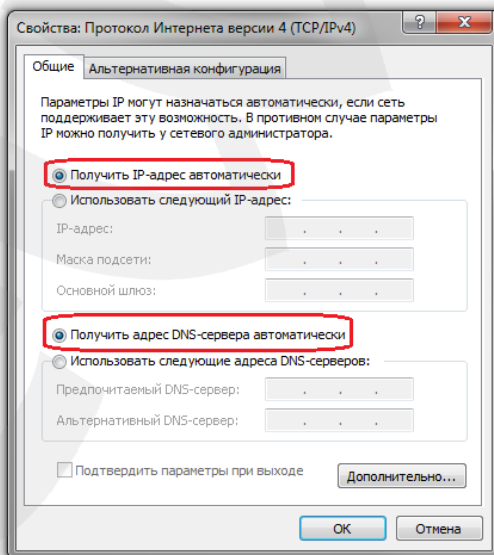 Свойства: Протокол Интернета версии 4 (TCP/IPv4)
Общие
Альтернативная конфигурация
Параметры IP могут назначаться автоматически, если сеть
поддерживает эту возможность. В противном случае параметры
IP можно получить у сетевого администратора.
Получить IP-адрес автоматически
Использовать следующий IP-адрес:
IP-адрес:
Маска подсети:
Основной шлюз:
Получить адрес DNS-сервера автоматически
Использовать следующие адреса DNS-серверов:
Предпочитаемый DNS-сервер:
Альтернативный DNS-сервер:
Подтвердить параметры при выходе
Дополнительно...
ОК
Отмена